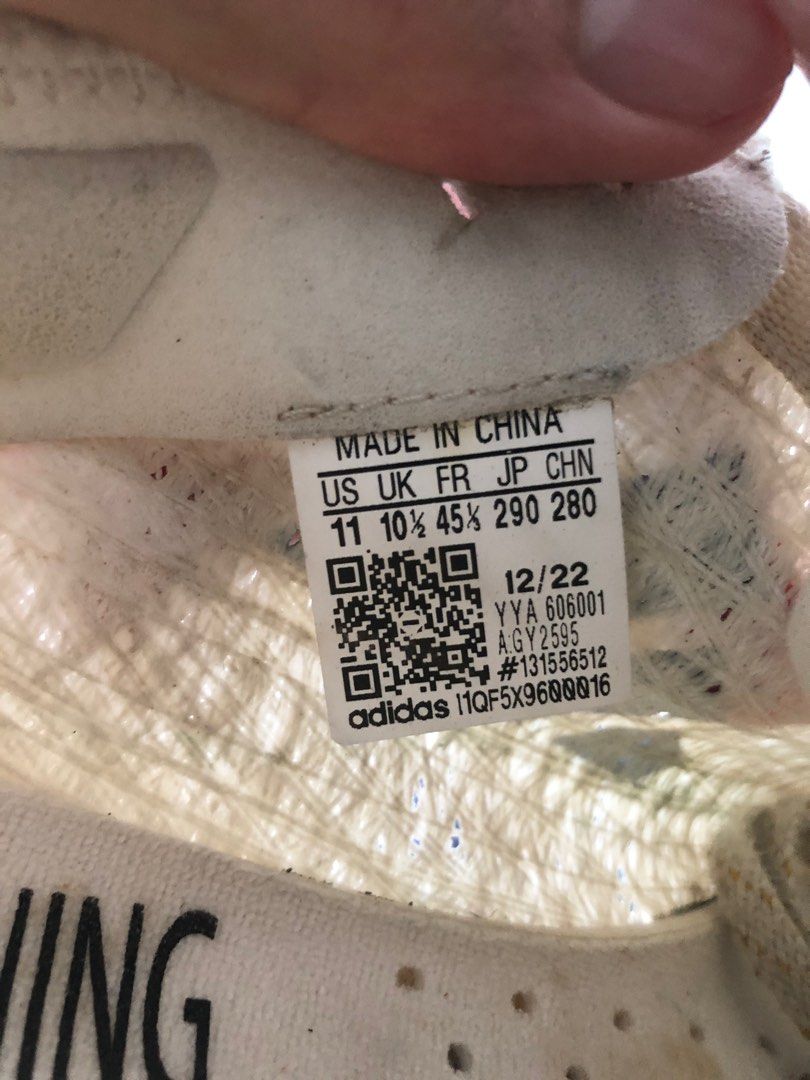 MADE IN CHINA
US UK FR JP CHN
11 10½ 45⅓ 290 280
12/22
YYA 606001
A:GY2595
#131556512
adidas I1QF5X9600016
ING